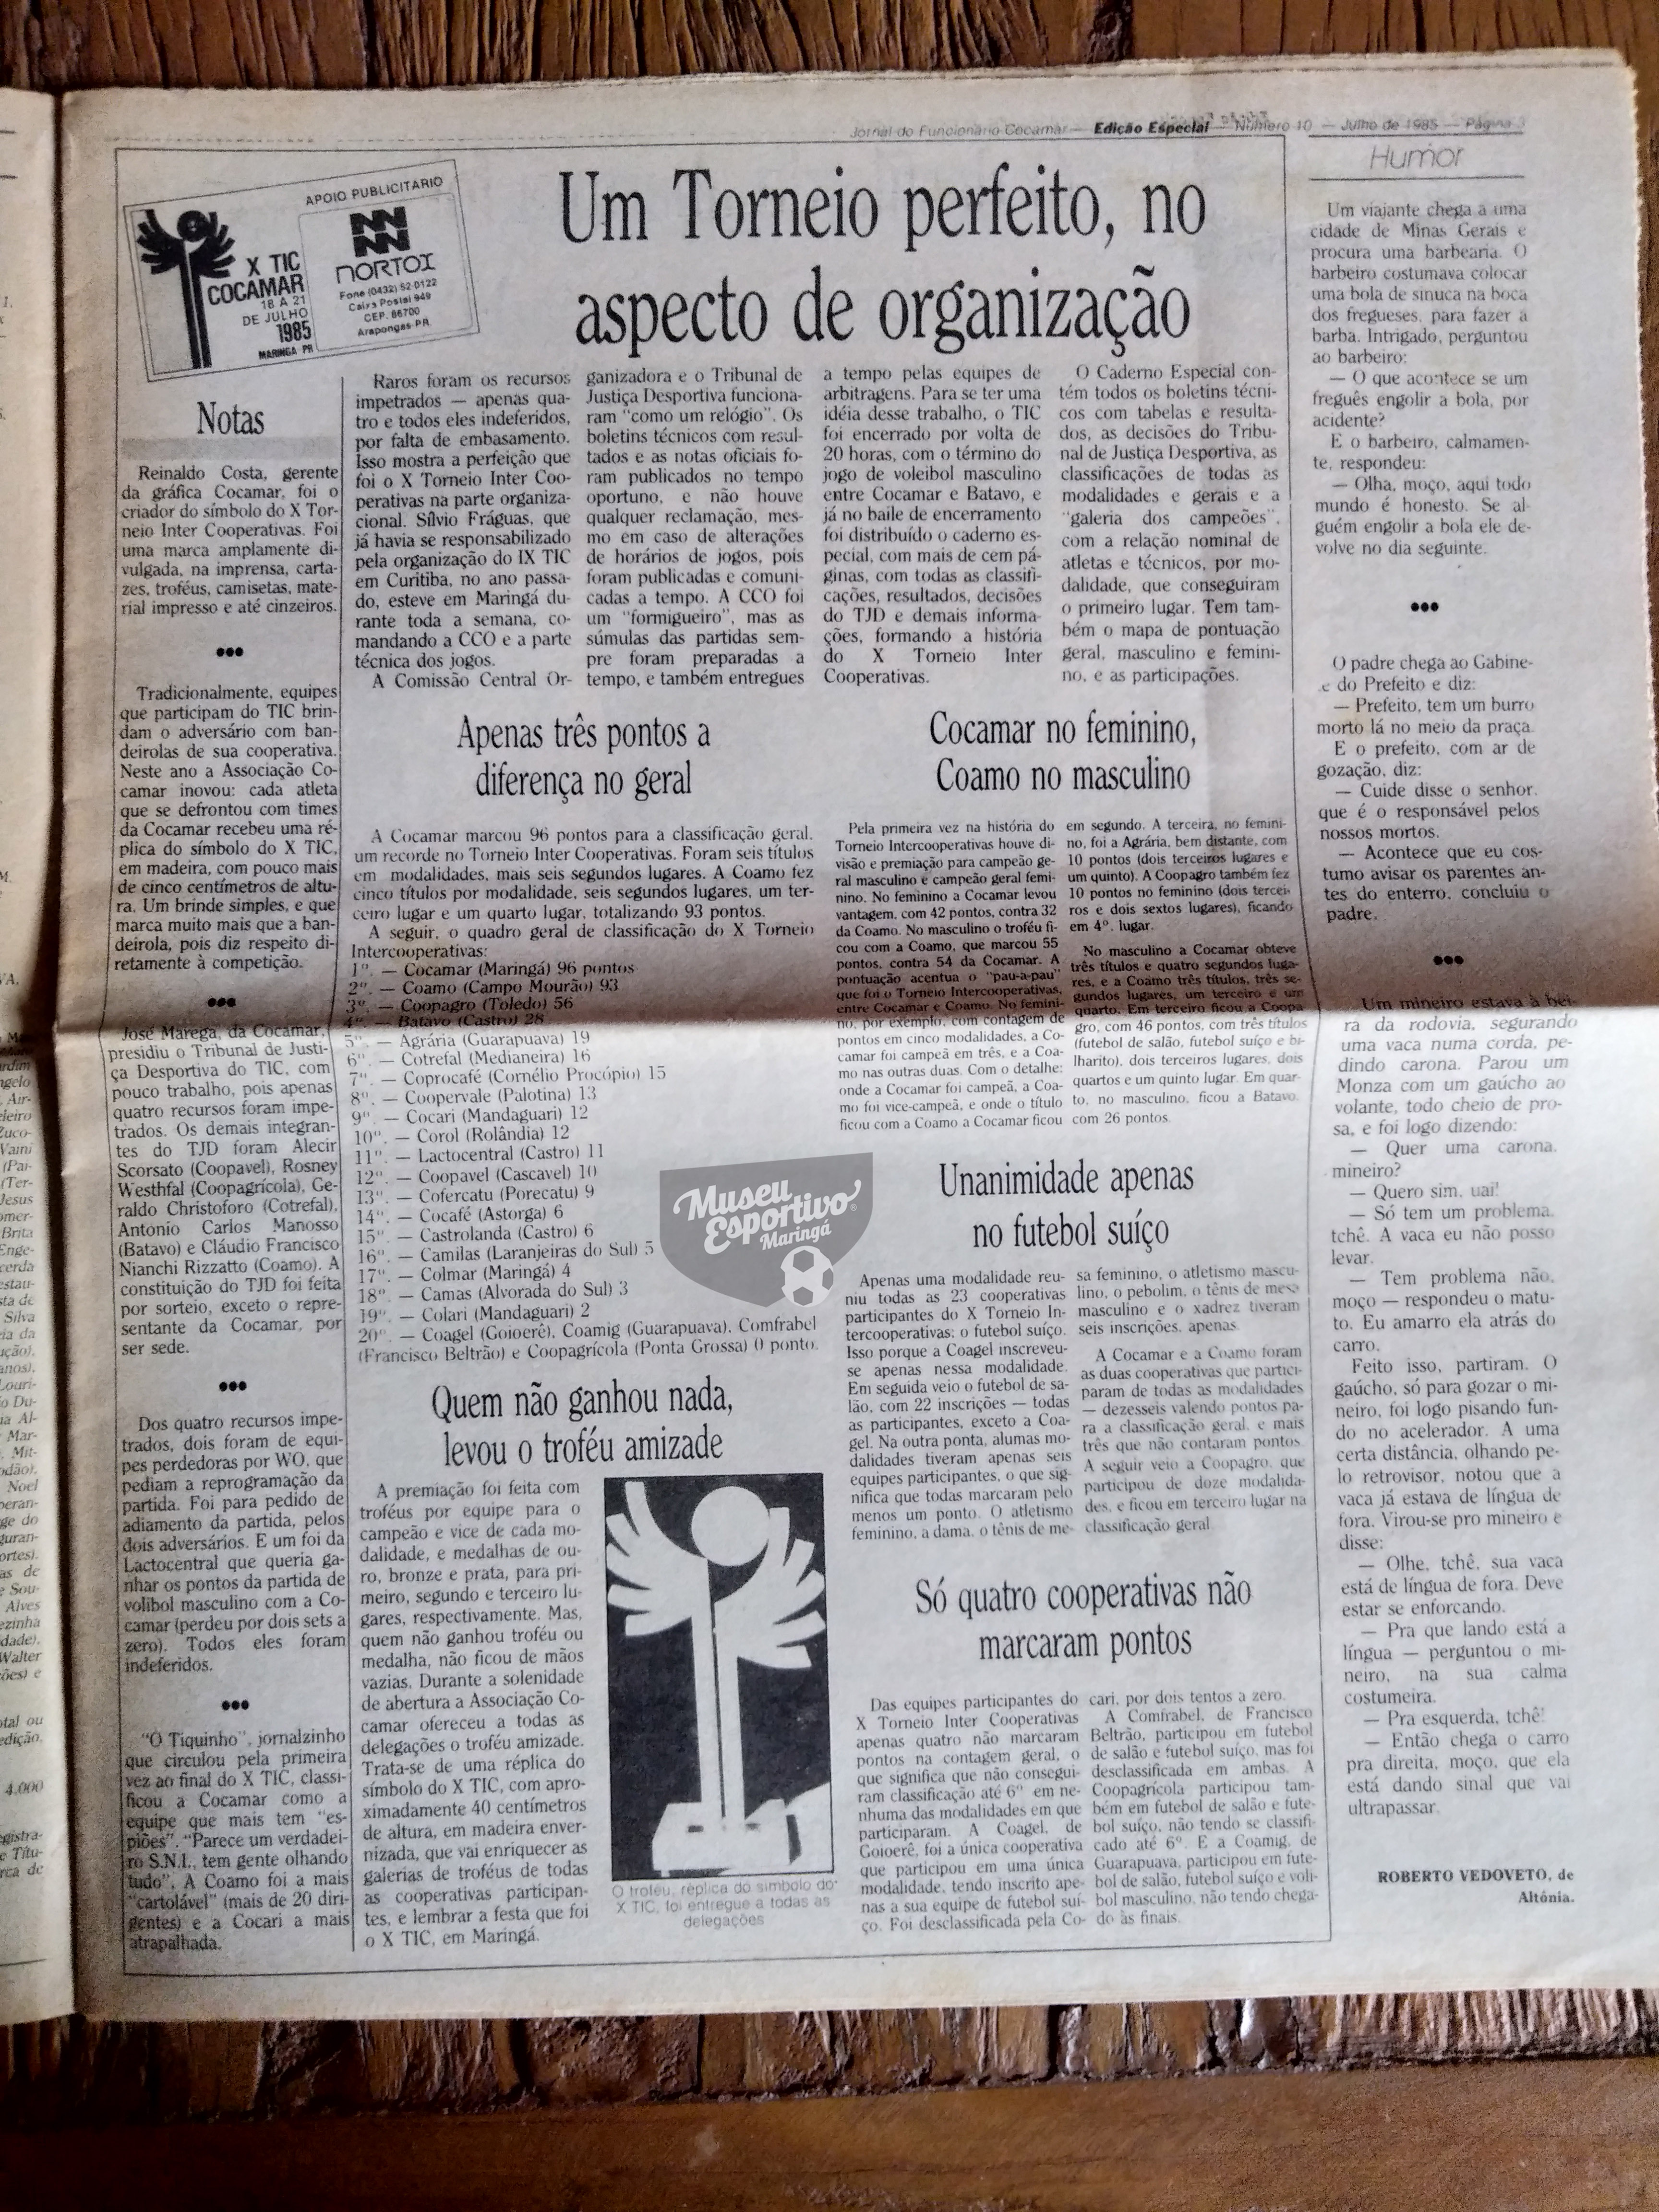 Jornal do Funcionário Cocamar — Edição Especial — Número 10 — Julho de 1985 — Página 3
APOIO PUBLICITARIO
X TIC
COCAMAR
18 A 21
DE JULHO
1985
MARINGA PR
NORTOX
Fone (0432) 52-0122
Caixa Postal 949
CEP. 86700
Arapongas-PR
Um Torneio perfeito, no
aspecto de organização
Notas
Reinaldo Costa, gerente
da gráfica Cocamar, foi o
criador do símbolo do X Tor-
neio Inter Cooperativas. Foi
uma marca amplamente di-
vulgada, na imprensa, carta-
zes, troféus, camisetas, mate-
rial impresso e até cinzeiros.
•••
Tradicionalmente, equipes
que participam do TIC brin-
dam o adversário com ban-
deirolas de sua cooperativa.
Neste ano a Associação Co-
camar inovou: cada atleta
que se defrontou com times
da Cocamar recebeu uma ré-
plica do símbolo do X TIC,
em madeira, com pouco mais
de cinco centímetros de altu-
ra. Um brinde simples, e que
marca muito mais que a ban-
deirola, pois diz respeito di-
retamente à competição.
•••
José Marega, da Cocamar,
presidiu o Tribunal de Justi-
ça Desportiva do TIC, com
pouco trabalho, pois apenas
quatro recursos foram impe-
trados. Os demais integran-
tes do TJD foram Alecir
Scorsato (Coopavel), Rosney
Westhfal (Coopagrícola), Ge-
raldo Christoforo (Cotrefal),
Antonio Carlos Manosso
(Batavo) e Cláudio Francisco
Nianchi Rizzatto (Coamo). A
constituição do TJD foi feita
por sorteio, exceto o repre-
sentante da Cocamar, por
ser sede.
•••
Dos quatro recursos impe-
trados, dois foram de equi-
pes perdedoras por WO, que
pediam a reprogramação da
partida. Foi para pedido de
adiamento da partida, pelos
dois adversários. E um foi da
Lactocentral que queria ga-
nhar os pontos da partida de
volibol masculino com a Co-
camar (perdeu por dois sets a
zero). Todos eles foram
indeferidos.
•••
"O Tiquinho", jornalzinho
que circulou pela primeira
vez ao final do X TIC, classi-
ficou a Cocamar como a
equipe que mais tem "es-
piões". "Parece um verdadei-
ro S.N.I., tem gente olhando
tudo". A Coamo foi a mais
"cartolável" (mais de 20 diri-
gentes) e a Cocari a mais
atrapalhada.
Raros foram os recursos
impetrados — apenas qua-
tro e todos eles indeferidos,
por falta de embasamento.
Isso mostra a perfeição que
foi o X Torneio Inter Coo-
perativas na parte organiza-
cional. Sílvio Fráguas, que
já havia se responsabilizado
pela organização do IX TIC
em Curitiba, no ano passa-
do, esteve em Maringá du-
rante toda a semana, co-
mandando a CCO e a parte
técnica dos jogos.
A Comissão Central Or-
ganizadora e o Tribunal de
Justiça Desportiva funciona-
ram "como um relógio". Os
boletins técnicos com resul-
tados e as notas oficiais fo-
ram publicados no tempo
oportuno, e não houve
qualquer reclamação, mes-
mo em caso de alterações
de horários de jogos, pois
foram publicadas e comuni-
cadas a tempo. A CCO foi
um "formigueiro", mas as
súmulas das partidas sem-
pre foram preparadas a
tempo, e também entregues
a tempo pelas equipes de
arbitragens. Para se ter uma
idéia desse trabalho, o TIC
foi encerrado por volta de
20 horas, com o término do
jogo de voleibol masculino
entre Cocamar e Batavo, e
já no baile de encerramento
foi distribuído o caderno es-
pecial, com mais de cem pá-
ginas, com todas as classifi-
cações, resultados, decisões
do TJD e demais informa-
ções, formando a história
do X Torneio Inter
Cooperativas.
O Caderno Especial con-
tém todos os boletins técni-
cos com tabelas e resulta-
dos, as decisões do Tribu-
nal de Justiça Desportiva, as
classificações de todas as
modalidades e gerais e a
"galeria dos campeões",
com a relação nominal de
atletas e técnicos, por mo-
dalidade, que conseguiram
o primeiro lugar. Tem tam-
bém o mapa de pontuação
geral, masculino e femini-
no, e as participações.
Apenas três pontos a
diferença no geral
A Cocamar marcou 96 pontos para a classificação geral,
um recorde no Torneio Inter Cooperativas. Foram seis títulos
em modalidades, mais seis segundos lugares. A Coamo fez
cinco títulos por modalidade, seis segundos lugares, um ter-
ceiro lugar e um quarto lugar, totalizando 93 pontos.
A seguir, o quadro geral de classificação do X Torneio
Intercooperativas:
1º. — Cocamar (Maringá) 96 pontos
2º. — Coamo (Campo Mourão) 93
3º. — Coopagro (Toledo) 56
4º. — Batavo (Castro) 28
5º. — Agrária (Guarapuava) 19
6º. — Cotrefal (Medianeira) 16
7º. — Coprocafé (Cornélio Procópio) 15
8º. — Coopervale (Palotina) 13
9º. — Cocari (Mandaguari) 12
10º. — Corol (Rolândia) 12
11º. — Lactocentral (Castro) 11
12º. — Coopavel (Cascavel) 10
13º. — Cofercatu (Porecatu) 9
14º. — Cocafé (Astorga) 6
15º. — Castrolanda (Castro) 6
16º. — Camilas (Laranjeiras do Sul) 5
17º. — Colmar (Maringá) 4
18º. — Camas (Alvorada do Sul) 3
19º. — Colari (Mandaguari) 2
20º. — Coagel (Goioerê), Coamig (Guarapuava), Comfrabel
(Francisco Beltrão) e Coopagrícola (Ponta Grossa) 0 ponto.
Quem não ganhou nada,
levou o troféu amizade
A premiação foi feita com
troféus por equipe para o
campeão e vice de cada mo-
dalidade, e medalhas de ou-
ro, bronze e prata, para pri-
meiro, segundo e terceiro lu-
gares, respectivamente. Mas,
quem não ganhou troféu ou
medalha, não ficou de mãos
vazias. Durante a solenidade
de abertura a Associação Co-
camar ofereceu a todas as
delegações o troféu amizade.
Trata-se de uma réplica do
símbolo do X TIC, com apro-
ximadamente 40 centímetros
de altura, em madeira enver-
nizada, que vai enriquecer as
galerias de troféus de todas
as cooperativas participan-
tes, e lembrar a festa que foi
o X TIC, em Maringá.
O troféu, réplica do símbolo do
X TIC, foi entregue a todas as
delegações
Cocamar no feminino,
Coamo no masculino
Pela primeira vez na história do
Torneio Intercooperativas houve di-
visão e premiação para campeão ge-
ral masculino e campeão geral femi-
nino. No feminino a Cocamar levou
vantagem, com 42 pontos, contra 32
da Coamo. No masculino o troféu fi-
cou com a Coamo, que marcou 55
pontos, contra 54 da Cocamar. A
pontuação acentua o "pau-a-pau"
que foi o Torneio Intercooperativas,
entre Cocamar e Coamo. No femini-
no, por exemplo, com contagem de
pontos em cinco modalidades, a Co-
camar foi campeã em três, e a Coa-
mo nas outras duas. Com o detalhe:
onde a Cocamar foi campeã, a Coa-
mo foi vice-campeã, e onde o título
ficou com a Coamo a Cocamar ficou
em segundo. A terceira, no femini-
no, foi a Agrária, bem distante, com
10 pontos (dois terceiros lugares e
um quinto). A Coopagro também fez
10 pontos no feminino (dois tercei-
ros e dois sextos lugares), ficando
em 4º. lugar.
No masculino a Cocamar obteve
três títulos e quatro segundos luga-
res, e a Coamo três títulos, três se-
gundos lugares, um terceiro e um
quarto. Em terceiro ficou a Coopa-
gro, com 46 pontos, com três títulos
(futebol de salão, futebol suíço e bi-
lharito), dois terceiros lugares, dois
quartos e um quinto lugar. Em quar-
to, no masculino, ficou a Batavo,
com 26 pontos.
Unanimidade apenas
no futebol suíço
Apenas uma modalidade reu-
niu todas as 23 cooperativas
participantes do X Torneio In-
tercooperativas: o futebol suíço.
Isso porque a Coagel inscreveu-
se apenas nessa modalidade.
Em seguida veio o futebol de sa-
lão, com 22 inscrições — todas
as participantes, exceto a Coa-
gel. Na outra ponta, alumas mo-
dalidades tiveram apenas seis
equipes participantes, o que sig-
nifica que todas marcaram pelo
menos um ponto. O atletismo
feminino, a dama, o tênis de me-
sa feminino, o atletismo mascu-
lino, o pebolim, o tênis de mesa
masculino e o xadrez tiveram
seis inscrições, apenas.
A Cocamar e a Coamo foram
as duas cooperativas que partici-
param de todas as modalidades
— dezesseis valendo pontos pa-
ra a classificação geral, e mais
três que não contaram pontos.
A seguir veio a Coopagro, que
participou de doze modalida-
des, e ficou em terceiro lugar na
classificação geral.
Só quatro cooperativas não
marcaram pontos
Das equipes participantes do
X Torneio Inter Cooperativas
apenas quatro não marcaram
pontos na contagem geral, o
que significa que não consegui-
ram classificação até 6º em ne-
nhuma das modalidades em que
participaram. A Coagel, de
Goioerê, foi a única cooperativa
que participou em uma única
modalidade, tendo inscrito ape-
nas a sua equipe de futebol suí-
ço. Foi desclassificada pela Co-
cari, por dois tentos a zero.
A Comfrabel, de Francisco
Beltrão, participou em futebol
de salão e futebol suíço, mas foi
desclassificada em ambas. A
Coopagrícola participou tam-
bém em futebol de salão e fute-
bol suíço, não tendo se classifi-
cado até 6º. E a Coamig, de
Guarapuava, participou em fute-
bol de salão, futebol suíço e voli-
bol masculino, não tendo chega-
do às finais.
Humor
Um viajante chega a uma
cidade de Minas Gerais e
procura uma barbearia. O
barbeiro costumava colocar
uma bola de sinuca na boca
dos fregueses, para fazer a
barba. Intrigado, perguntou
ao barbeiro:
— O que acontece se um
freguês engolir a bola, por
acidente?
E o barbeiro, calmamen-
te, respondeu:
— Olha, moço, aqui todo
mundo é honesto. Se al-
guém engolir a bola ele de-
volve no dia seguinte.
•••
O padre chega ao Gabine-
e do Prefeito e diz:
— Prefeito, tem um burro
morto lá no meio da praça.
E o prefeito, com ar de
gozação, diz:
— Cuide disse o senhor,
que é o responsável pelos
nossos mortos.
— Acontece que eu cos-
tumo avisar os parentes an-
tes do enterro, concluiu o
padre.
•••
Um mineiro estava à bei-
ra da rodovia, segurando
uma vaca numa corda, pe-
dindo carona. Parou um
Monza com um gaúcho ao
volante, todo cheio de pro-
sa, e foi logo dizendo:
— Quer uma carona,
mineiro?
— Quero sim, uai!
— Só tem um problema,
tchê. A vaca eu não posso
levar.
— Tem problema não,
moço — respondeu o matu-
to. Eu amarro ela atrás do
carro.
Feito isso, partiram. O
gaúcho, só para gozar o mi-
neiro, foi logo pisando fun-
do no acelerador. A uma
certa distância, olhando pe-
lo retrovisor, notou que a
vaca já estava de língua de
fora. Virou-se pro mineiro e
disse:
— Olhe, tchê, sua vaca
está de língua de fora. Deve
estar se enforcando.
— Pra que lando está a
língua — perguntou o mi-
neiro, na sua calma
costumeira.
— Pra esquerda, tchê!
— Então chega o carro
pra direita, moço, que ela
está dando sinal que vai
ultrapassar.
ROBERTO VEDOVETO, de
Altônia.
Museu
Esportivo
Maringá